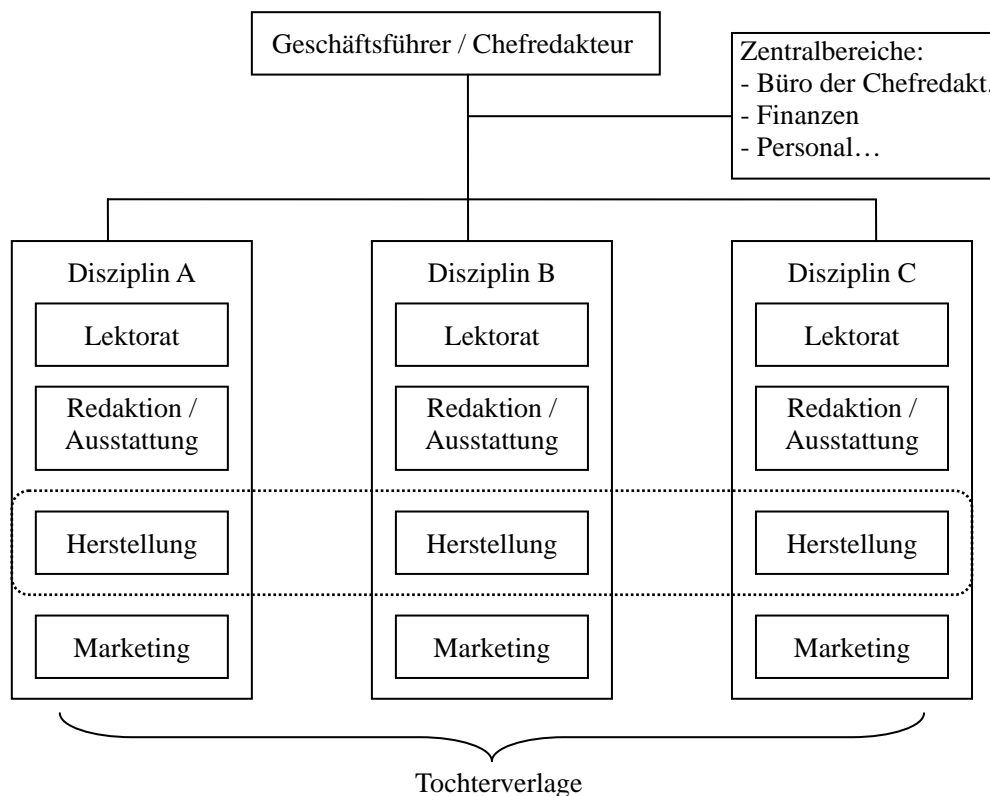 Geschäftsführer / Chefredakteur
Zentralbereiche:
- Büro der Chefredakt.
- Finanzen
- Personal…
Disziplin A
Lektorat
Redaktion /
Ausstattung
Herstellung
Marketing
Disziplin B
Lektorat
Redaktion /
Ausstattung
Herstellung
Marketing
Disziplin C
Lektorat
Redaktion /
Ausstattung
Herstellung
Marketing
Tochterverlage